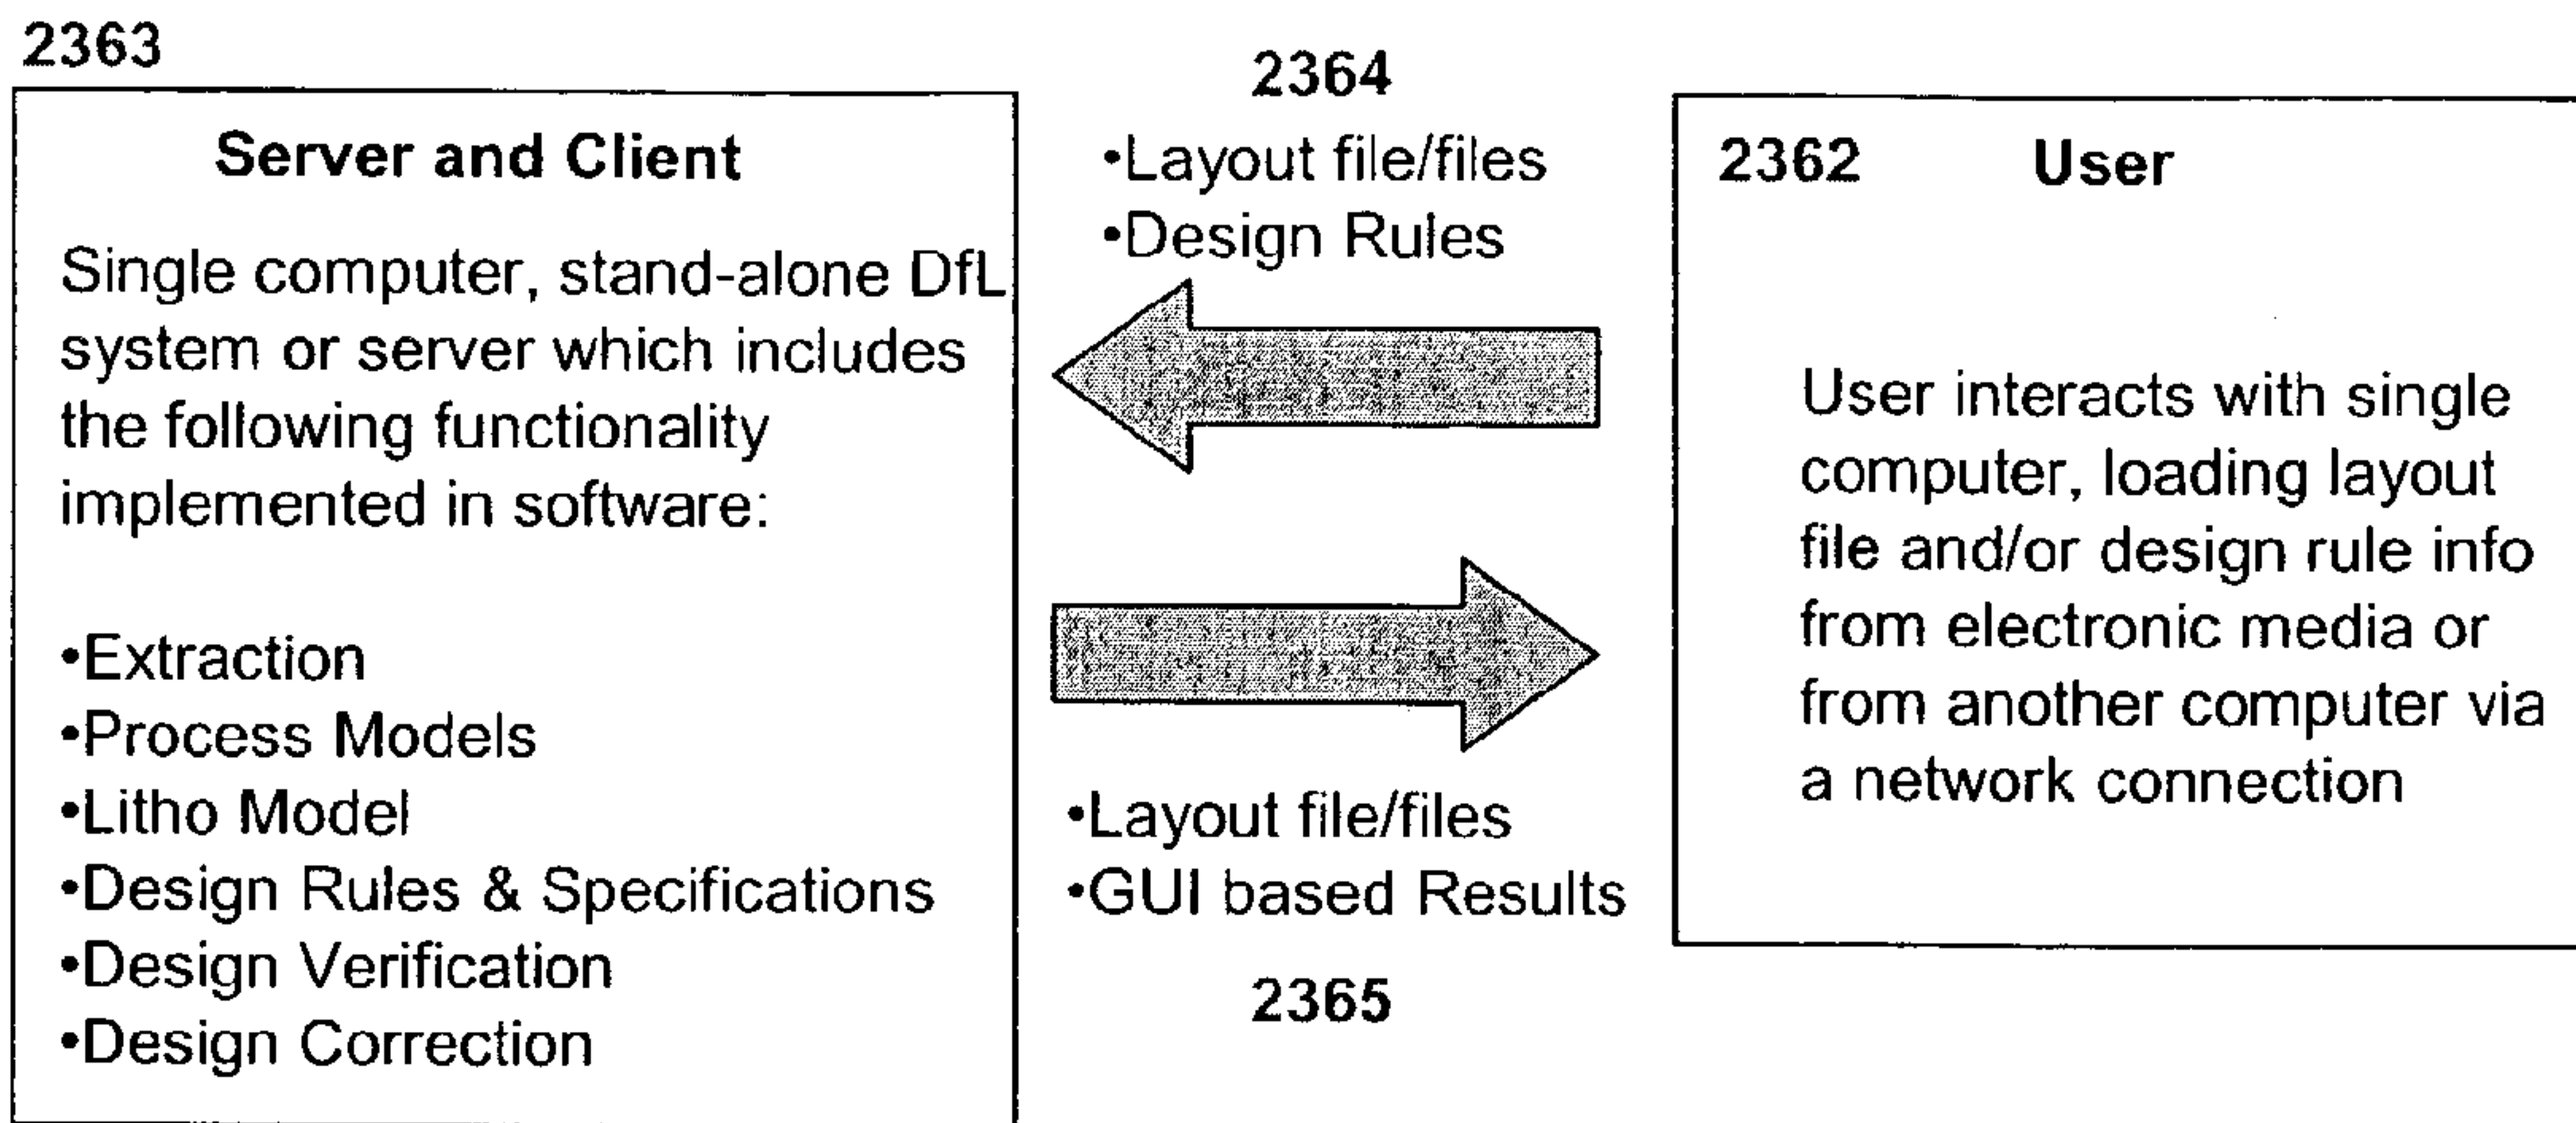 2363
Server and Client
Single computer, stand-alone DfL
system or server which includes
the following functionality
implemented in software:
•Extraction
•Process Models
•Litho Model
•Design Rules & Specifications
•Design Verification
•Design Correction
2364
•Layout file/files
•Design Rules
•Layout file/files
•GUI based Results
2365
2362 User
User interacts with single
computer, loading layout
file and/or design rule info
from electronic media or
from another computer via
a network connection